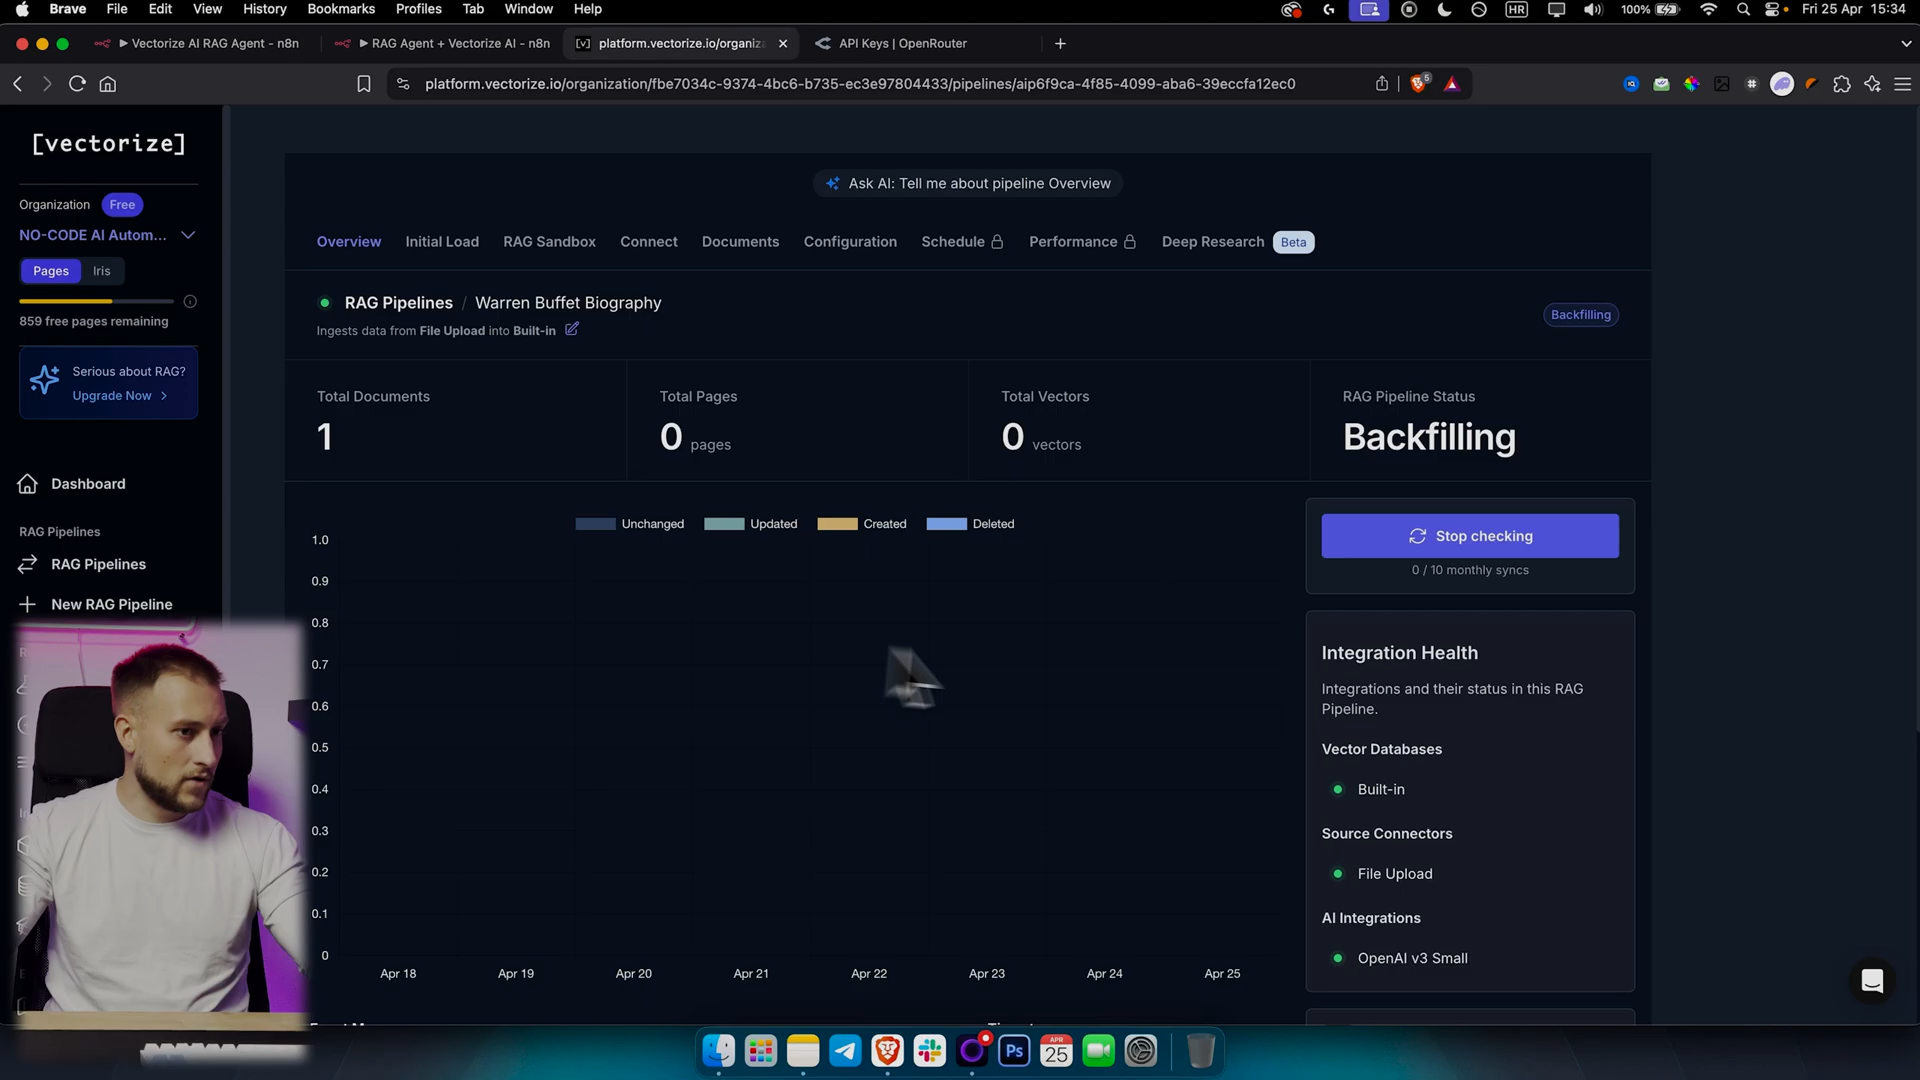 Brave File Edit View History Bookmarks Profiles Tab Window Help
HR 100% Fri 25 Apr 15:34
Vectorize AI RAG Agent - n8n
RAG Agent + Vectorize AI - n8n
platform.vectorize.io/organiza
API Keys | OpenRouter
platform.vectorize.io/organization/fbe7034c-9374-4bc6-b735-ec3e97804433/pipelines/aip6f9ca-4f85-4099-aba6-39eccfa12ec0
5
[vectorize]
Organization Free
NO-CODE AI Autom...
Pages Iris
859 free pages remaining
Serious about RAG?
Upgrade Now
Dashboard
RAG Pipelines
RAG Pipelines
New RAG Pipeline
Ask AI: Tell me about pipeline Overview
Overview Initial Load RAG Sandbox Connect Documents Configuration Schedule Performance Deep Research Beta
RAG Pipelines / Warren Buffet Biography
Ingests data from File Upload into Built-in
Backfilling
Total Documents
1
Total Pages
0 pages
Total Vectors
0 vectors
RAG Pipeline Status
Backfilling
Unchanged Updated Created Deleted
1.0
0.9
0.8
0.7
0.6
0.5
0.4
0.3
0.2
0.1
0
Apr 18 Apr 19 Apr 20 Apr 21 Apr 22 Apr 23 Apr 24 Apr 25
Stop checking
0 / 10 monthly syncs
Integration Health
Integrations and their status in this RAG
Pipeline.
Vector Databases
Built-in
Source Connectors
File Upload
AI Integrations
OpenAI v3 Small
Ps
APR
25